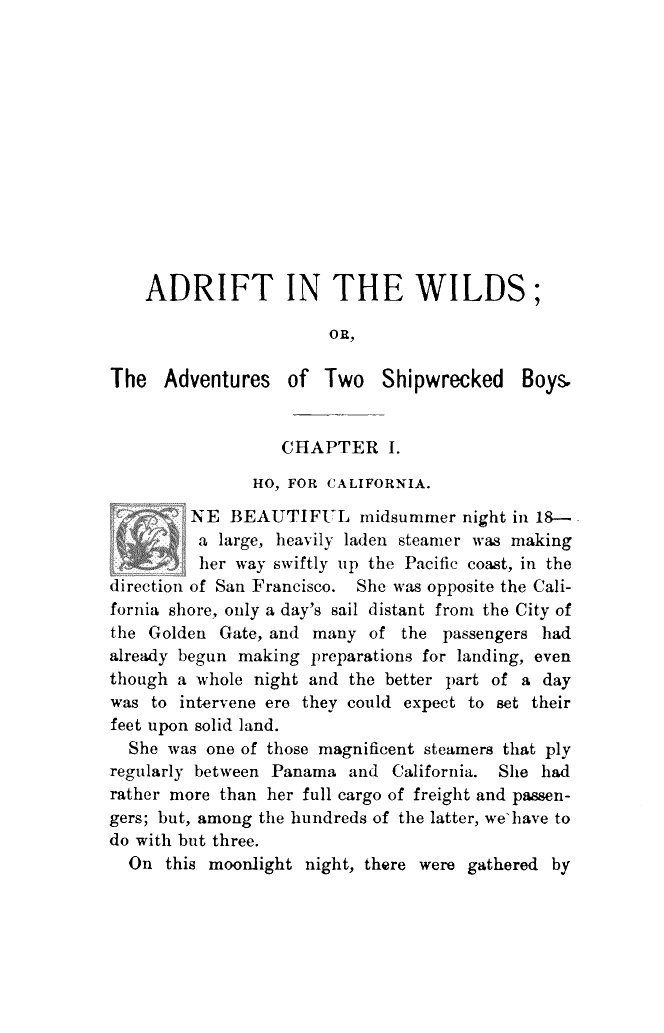 ADRIFT IN THE WILDS;
OR,
The Adventures of Two Shipwrecked Boys.
CHAPTER I.
HO, FOR CALIFORNIA.
ONE BEAUTIFUL midsummer night in 18—
a large, heavily laden steamer was making
her way swiftly up the Pacific coast, in the
direction of San Francisco. She was opposite the Cali-
fornia shore, only a day's sail distant from the City of
the Golden Gate, and many of the passengers had
already begun making preparations for landing, even
though a whole night and the better part of a day
was to intervene ere they could expect to set their
feet upon solid land.
She was one of those magnificent steamers that ply
regularly between Panama and California. She had
rather more than her full cargo of freight and passen-
gers; but, among the hundreds of the latter, we have to
do with but three.
On this moonlight night, there were gathered by